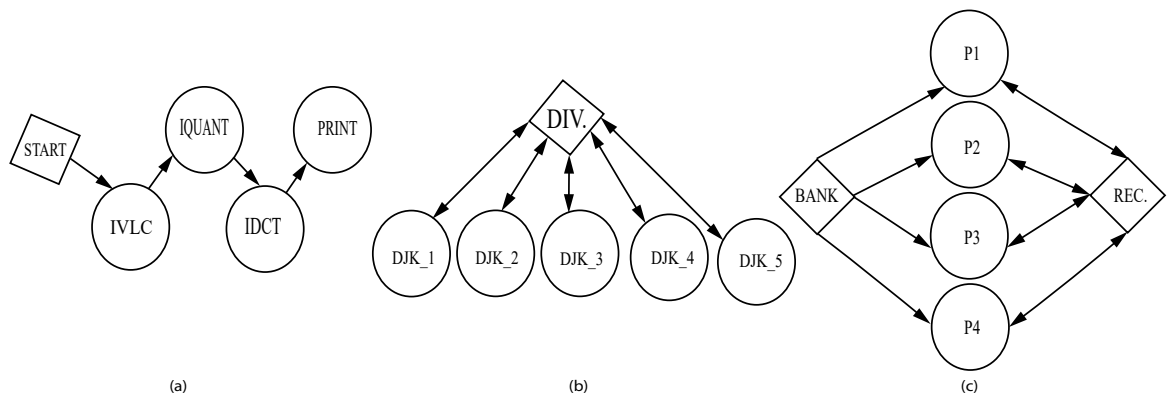 START
IVLC
IQUANT
IDCT
PRINT
(a)
DIV.
DJK_1
DJK_2
DJK_3
DJK_4
DJK_5
(b)
BANK
P1
P2
P3
P4
REC.
(c)